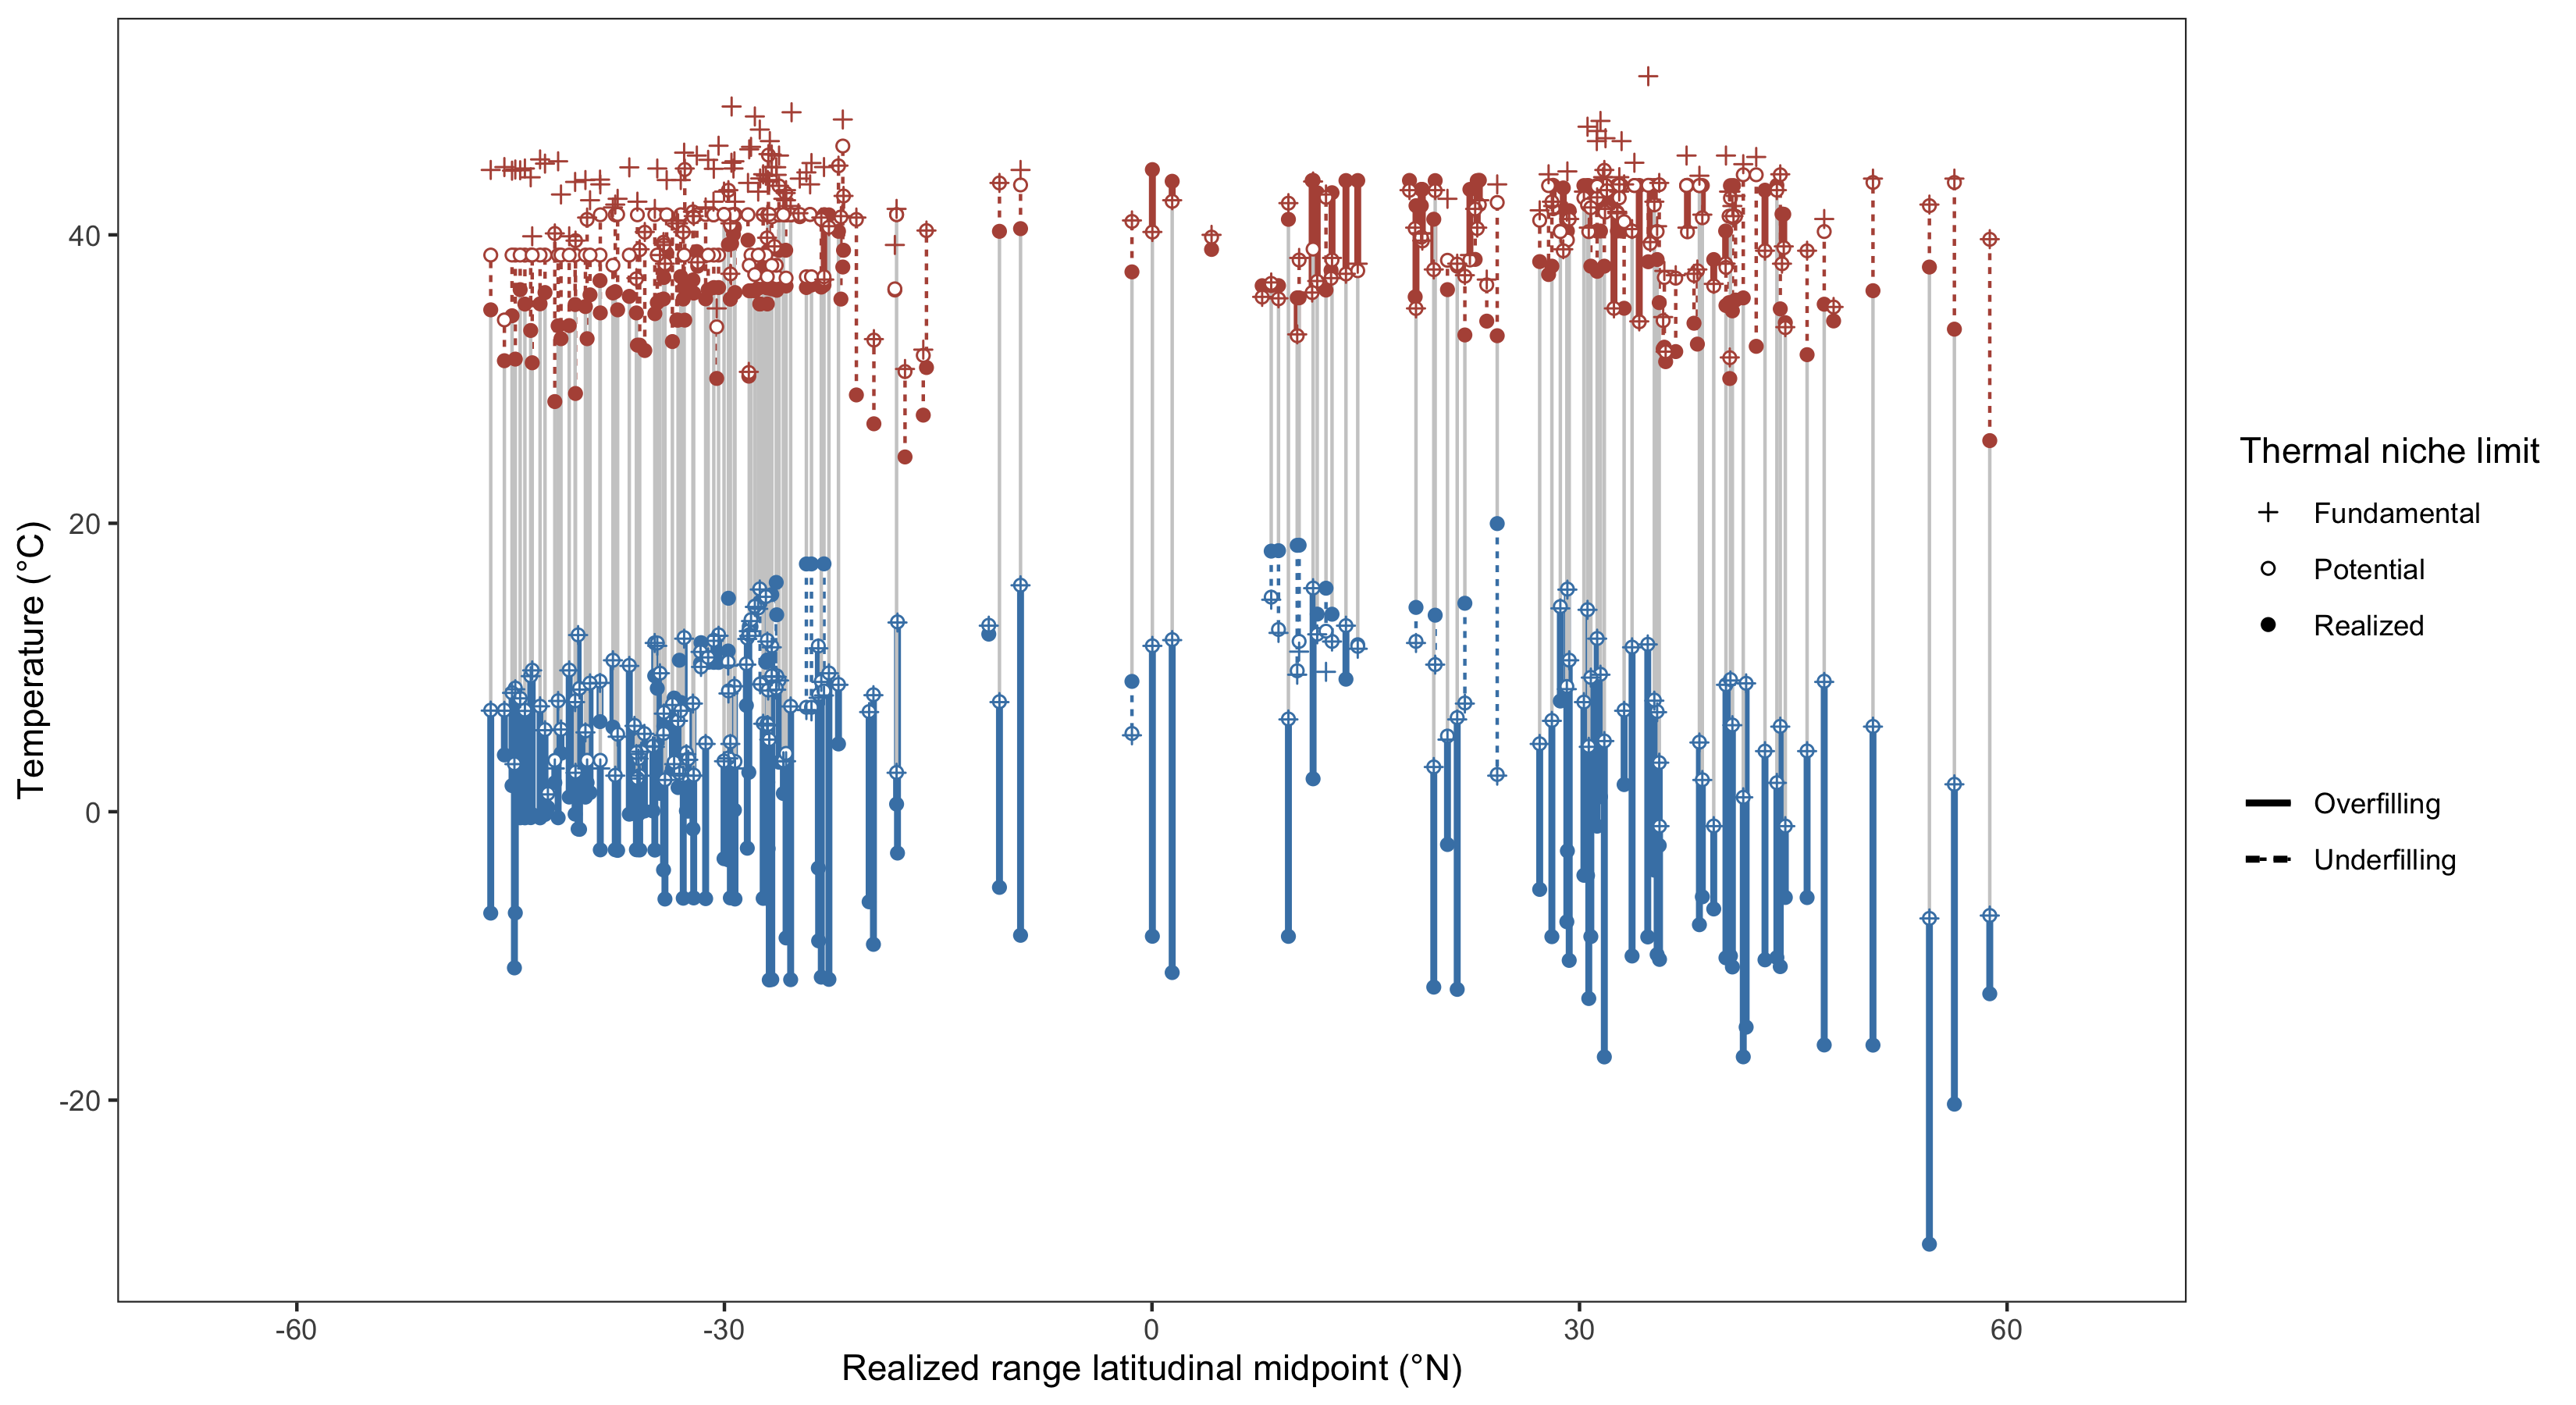 Temperature (°C)
40
20
0
-20
-60
-30
0
30
60
Realized range latitudinal midpoint (°N)
Thermal niche limit
Fundamental
Potential
Realized
Overfilling
Underfilling